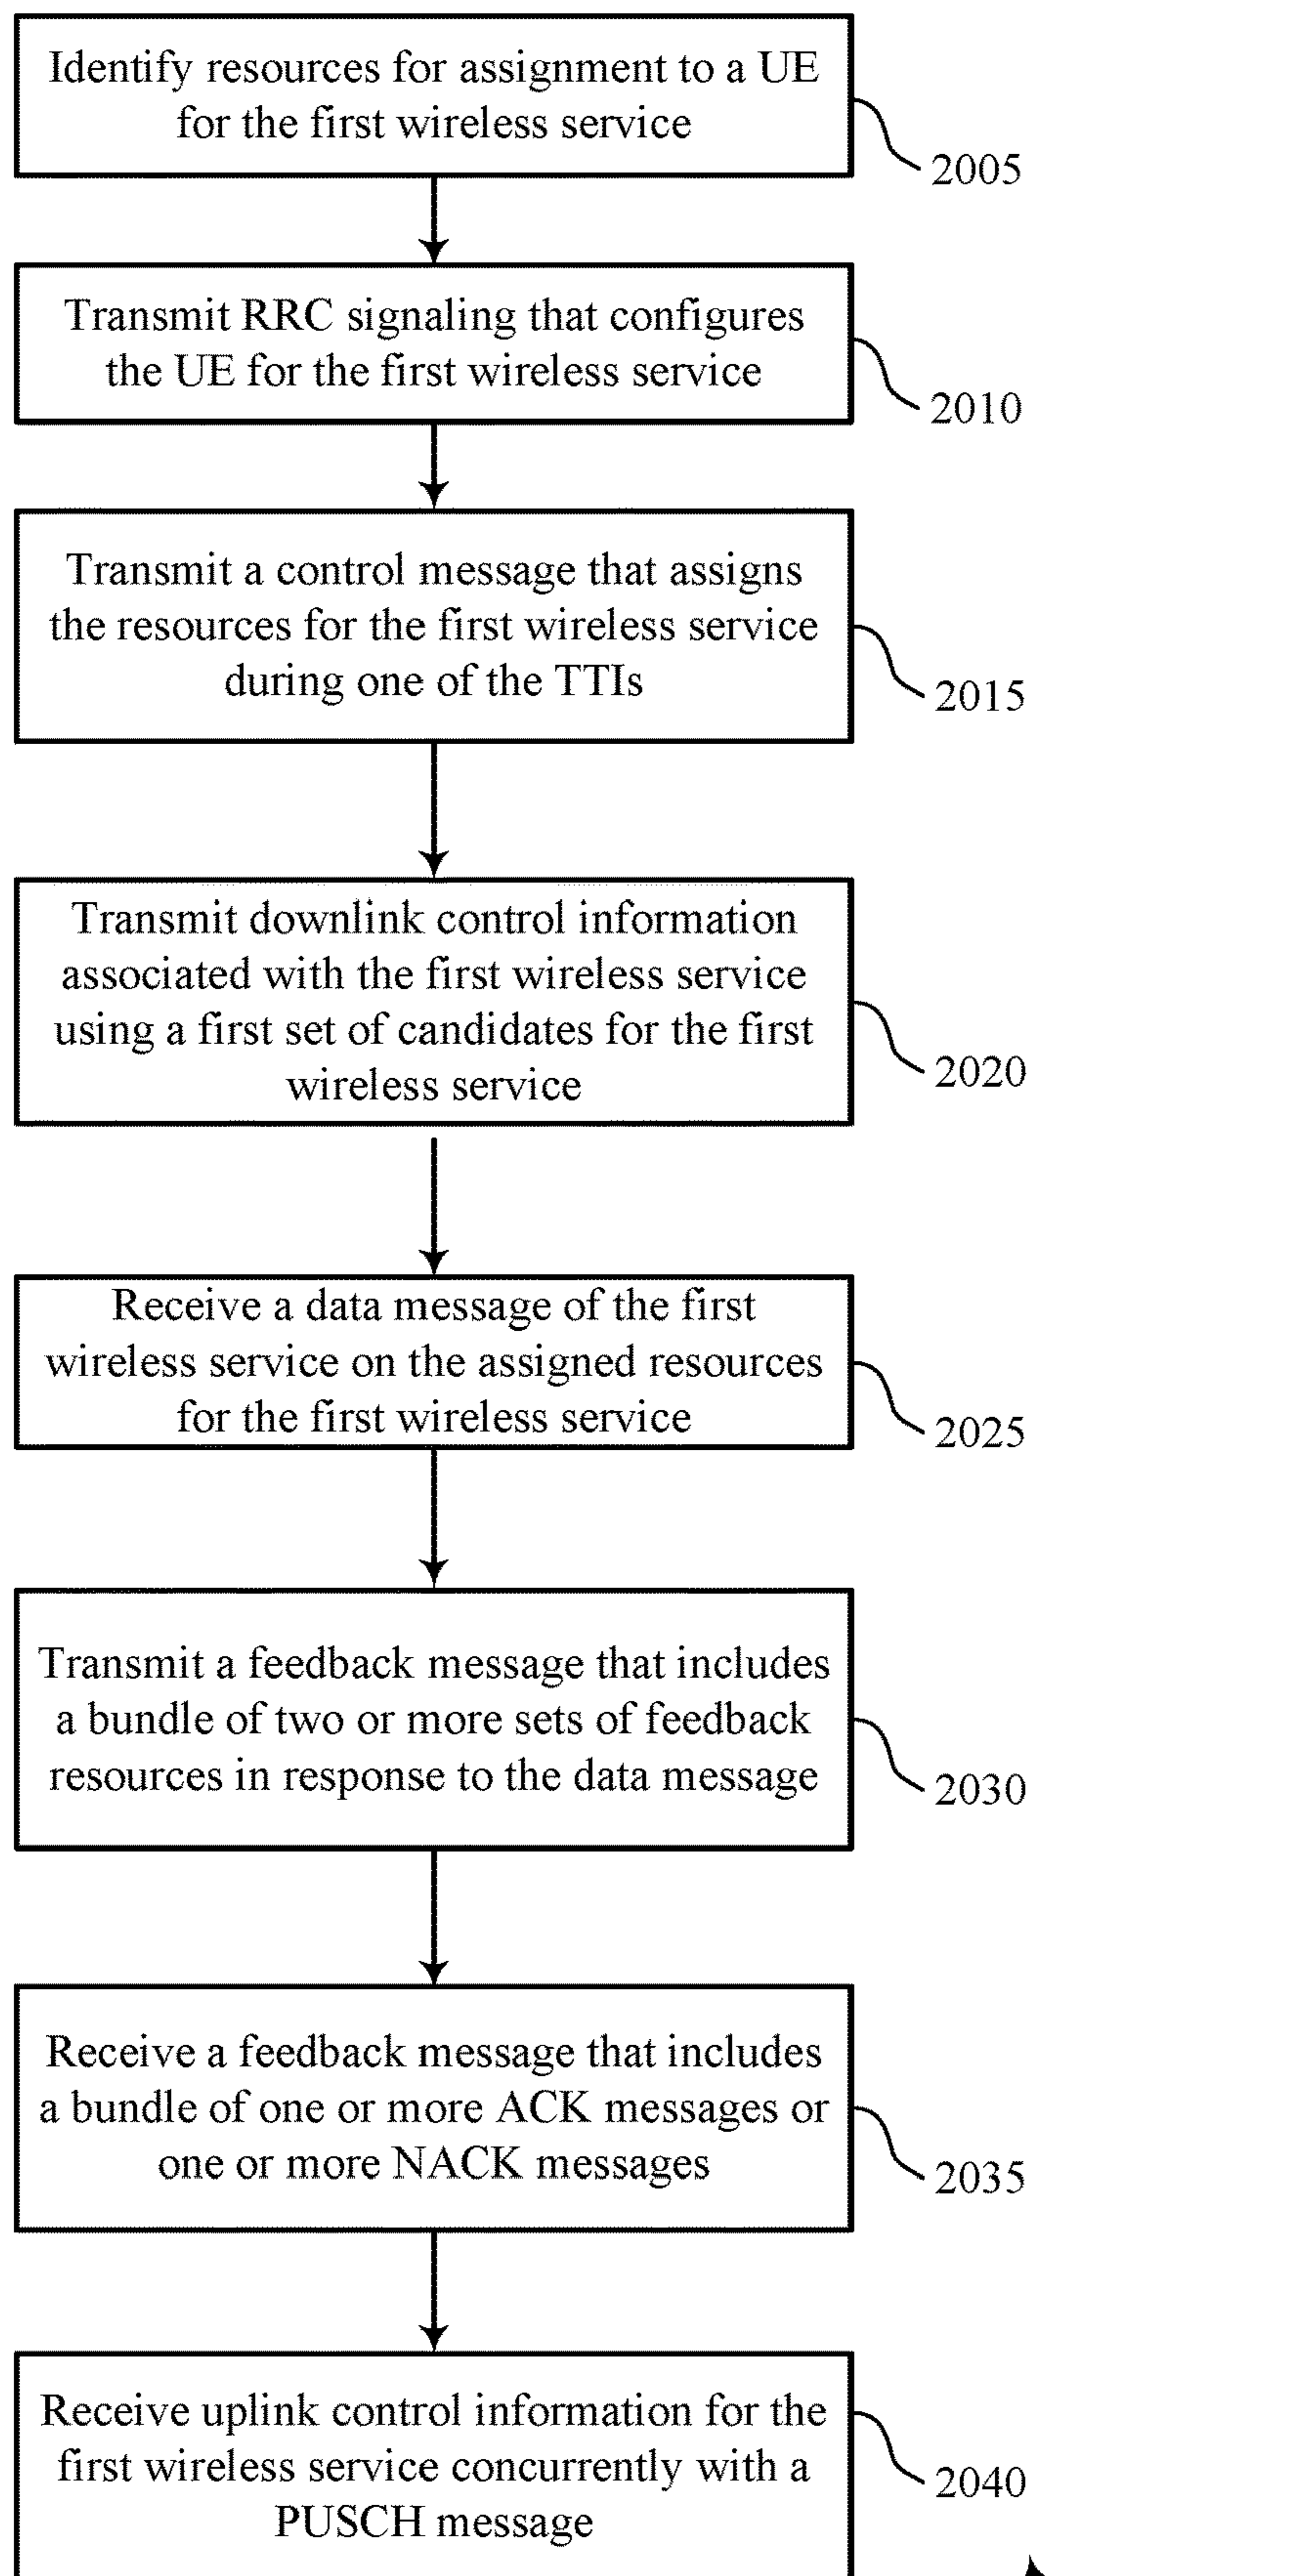 Identify resources for assignment to a UE
for the first wireless service
2005
Transmit RRC signaling that configures
the UE for the first wireless service
2010
Transmit a control message that assigns
the resources for the first wireless service
during one of the TTIs
2015
Transmit downlink control information
associated with the first wireless service
using a first set of candidates for the first
wireless service
2020
Receive a data message of the first
wireless service on the assigned resources
for the first wireless service
2025
Transmit a feedback message that includes
a bundle of two or more sets of feedback
resources in response to the data message
2030
Receive a feedback message that includes
a bundle of one or more ACK messages or
one or more NACK messages
2035
Receive uplink control information for the
first wireless service concurrently with a
PUSCH message
2040